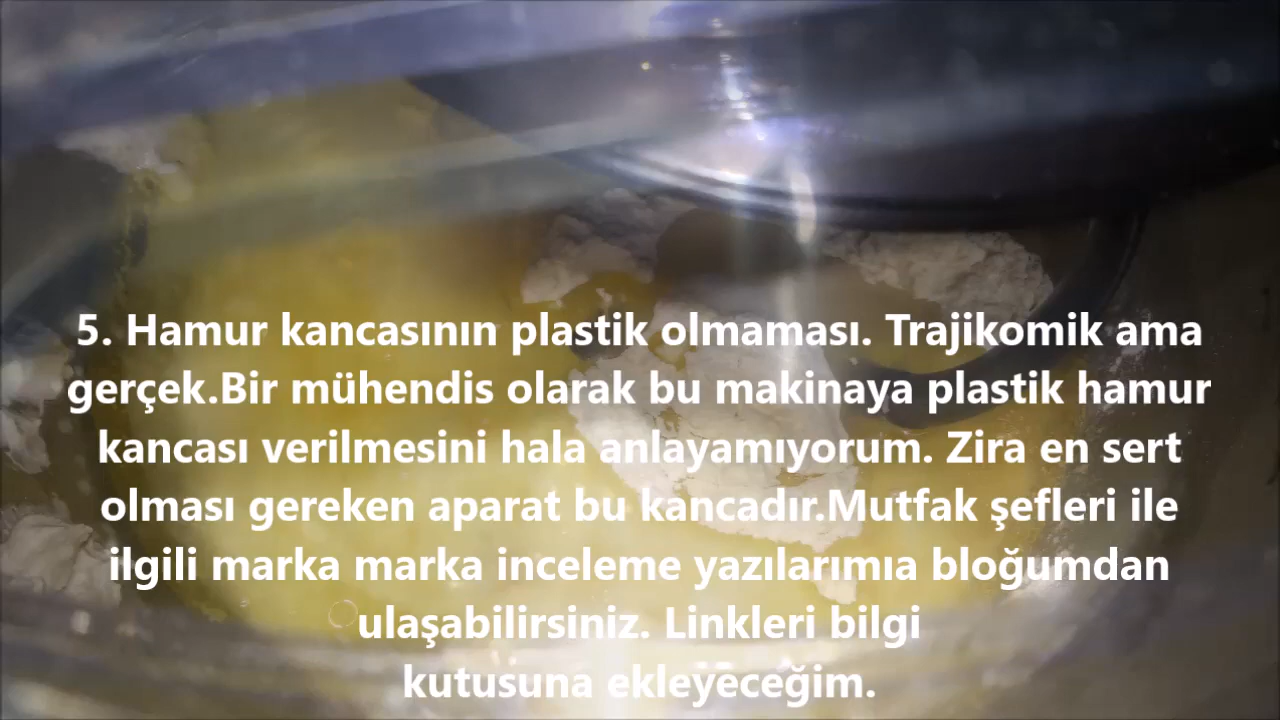 5. Hamur kancasının plastik olmaması. Trajikomik ama
gerçek.Bir mühendis olarak bu makinaya plastik hamur
kancası verilmesini hala anlayamıyorum. Zira en sert
olması gereken aparat bu kancadır.Mutfak şefleri ile
ilgili marka marka inceleme yazılarımıa bloğumdan
ulaşabilirsiniz. Linkleri bilgi
kutusuna ekleyeceğim.